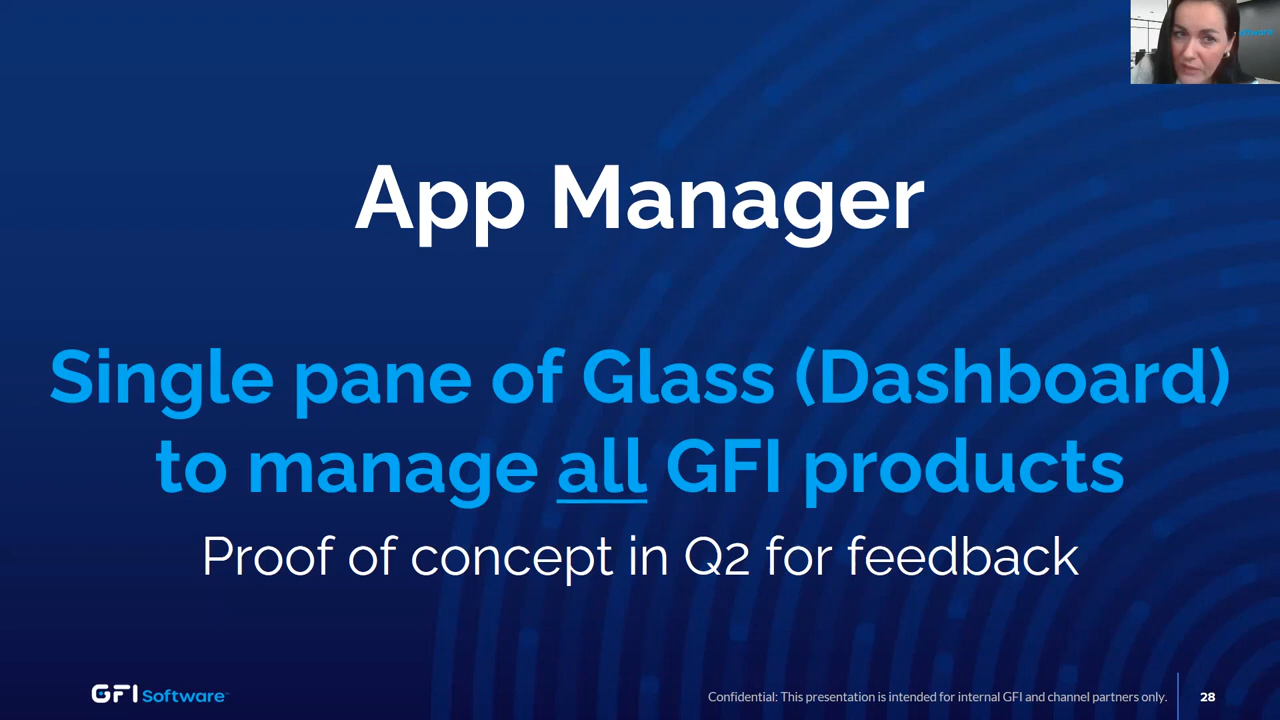 App Manager
Single pane of Glass (Dashboard)
to manage all GFI products
Proof of concept in Q2 for feedback
GFI Software™
Confidential: This presentation is intended for internal GFI and channel partners only.
28